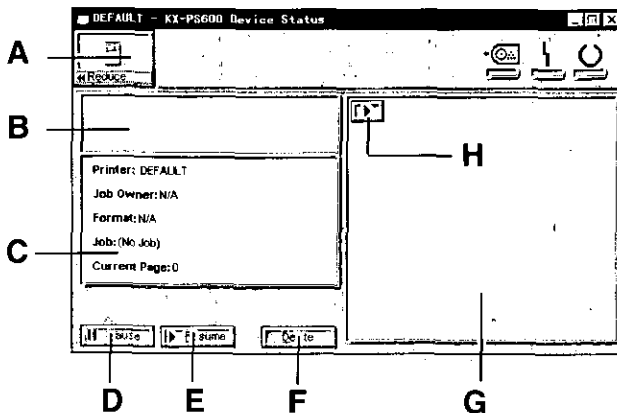 DEFAULT - KX-PS600 Device Status
A
Reduce
B
H
Printer: DEFAULT
Job Owner: N/A
Format: N/A
Job: (No Job)
C
Current Page: 0
D
E
F
G